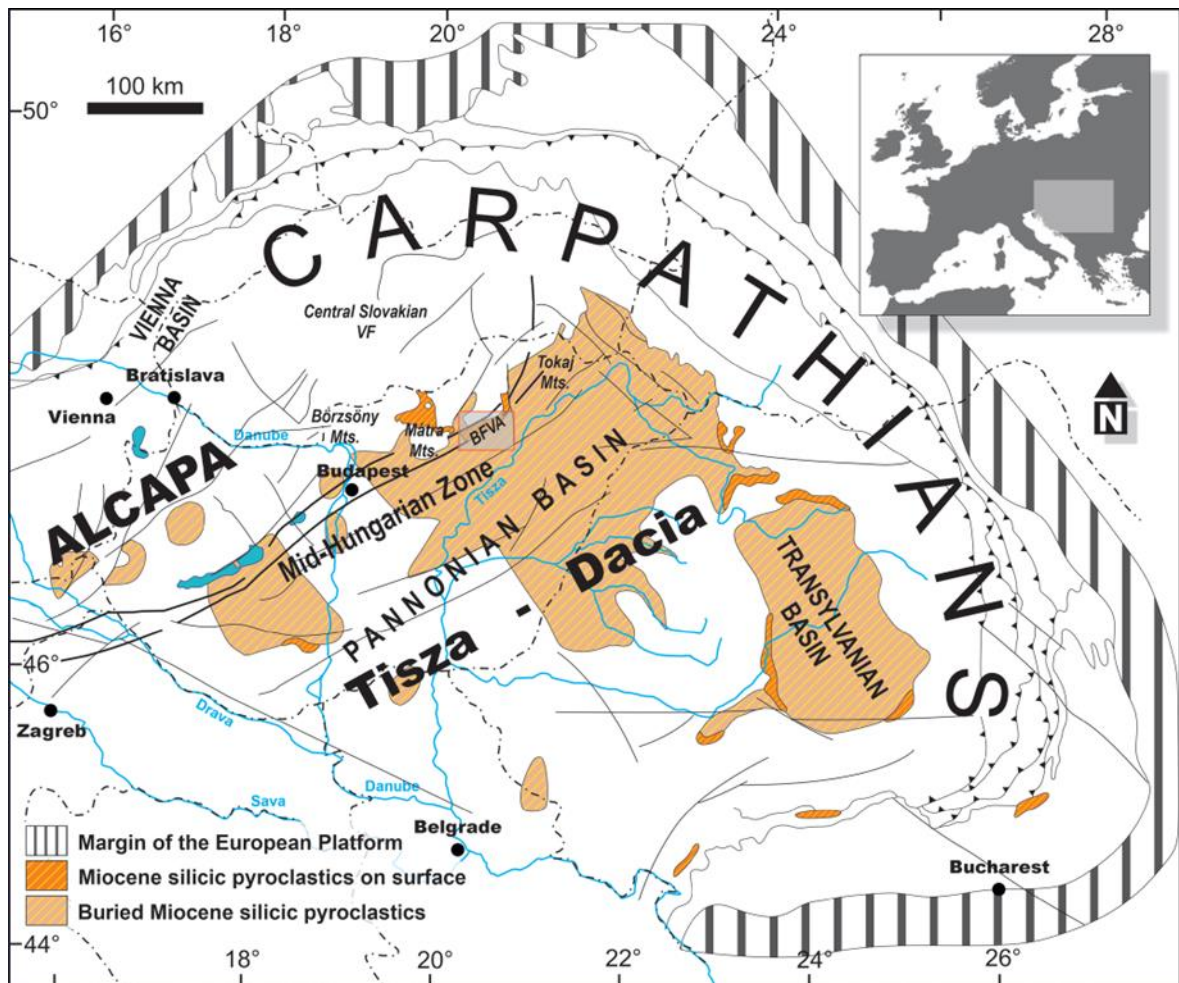 16°
18°
20°
24°
28°
100 km
50°
CARPATHIANS
VIENNA
BASIN
Central Slovakian
VF
Bratislava
Vienna
Danube
Börzsöny
Mts.
Mátra
Mts.
BFVA
Tokaj
Mts.
N
ALCAPA
Budapest
Mid-Hungarian Zone
Tisza
PANNONIAN BASIN
Tisza - Dacia
TRANSYLVANIAN
BASIN
46°
Zagreb
Drava
Danube
Sava
Belgrade
Bucharest
Margin of the European Platform
Miocene silicic pyroclastics on surface
Buried Miocene silicic pyroclastics
44°
18°
20°
22°
24°
26°